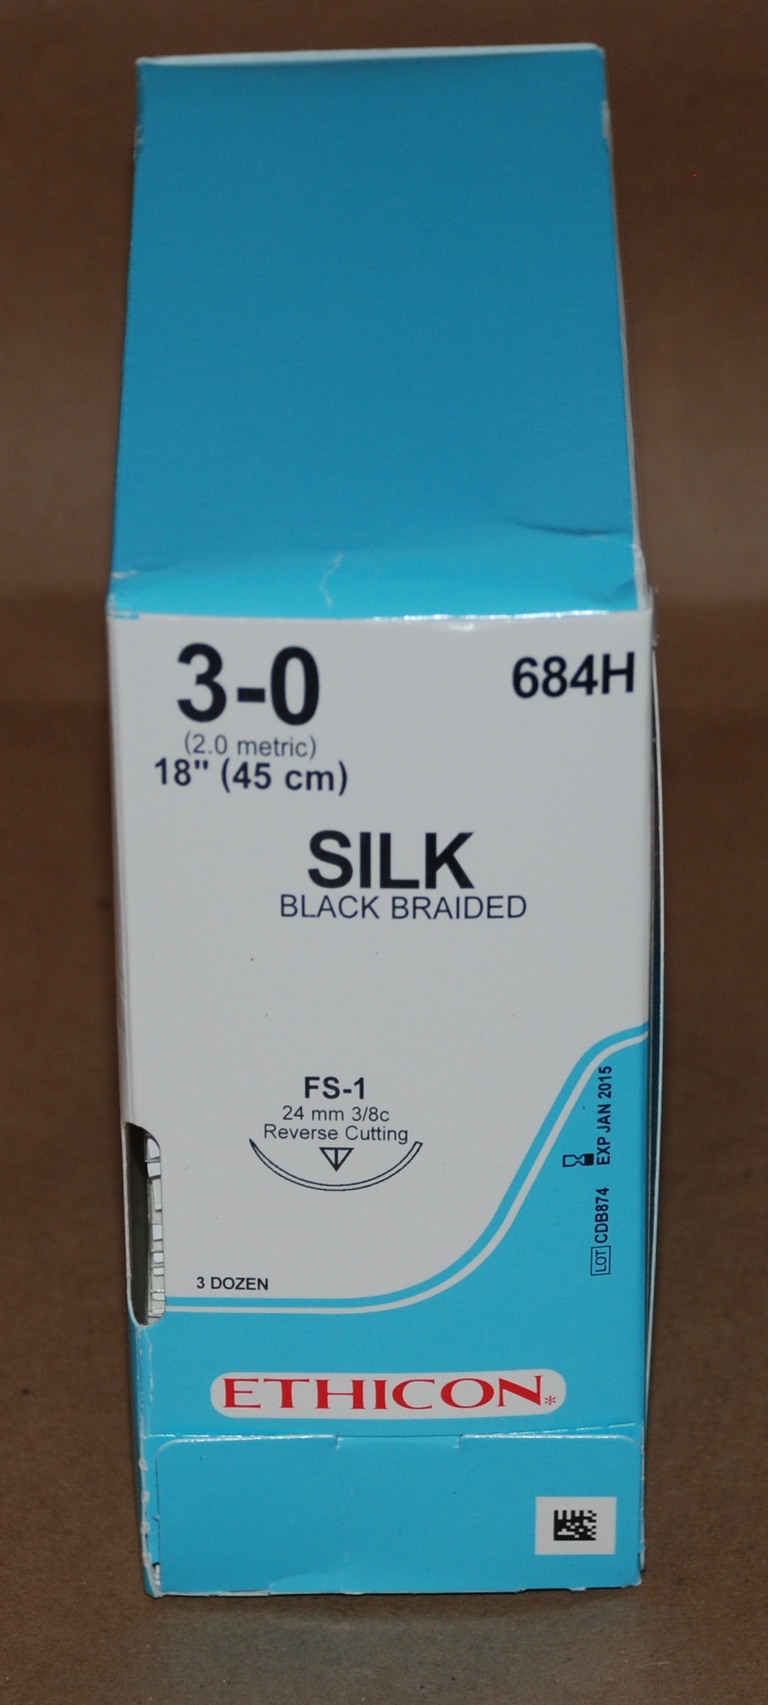 3-0
684H
(2.0 metric)
18" (45 cm)
SILK
BLACK BRAIDED
FS-1
24 mm 3/8c
Reverse Cutting
EXP JAN 2015
LOT CDB874
3 DOZEN
ETHICON*